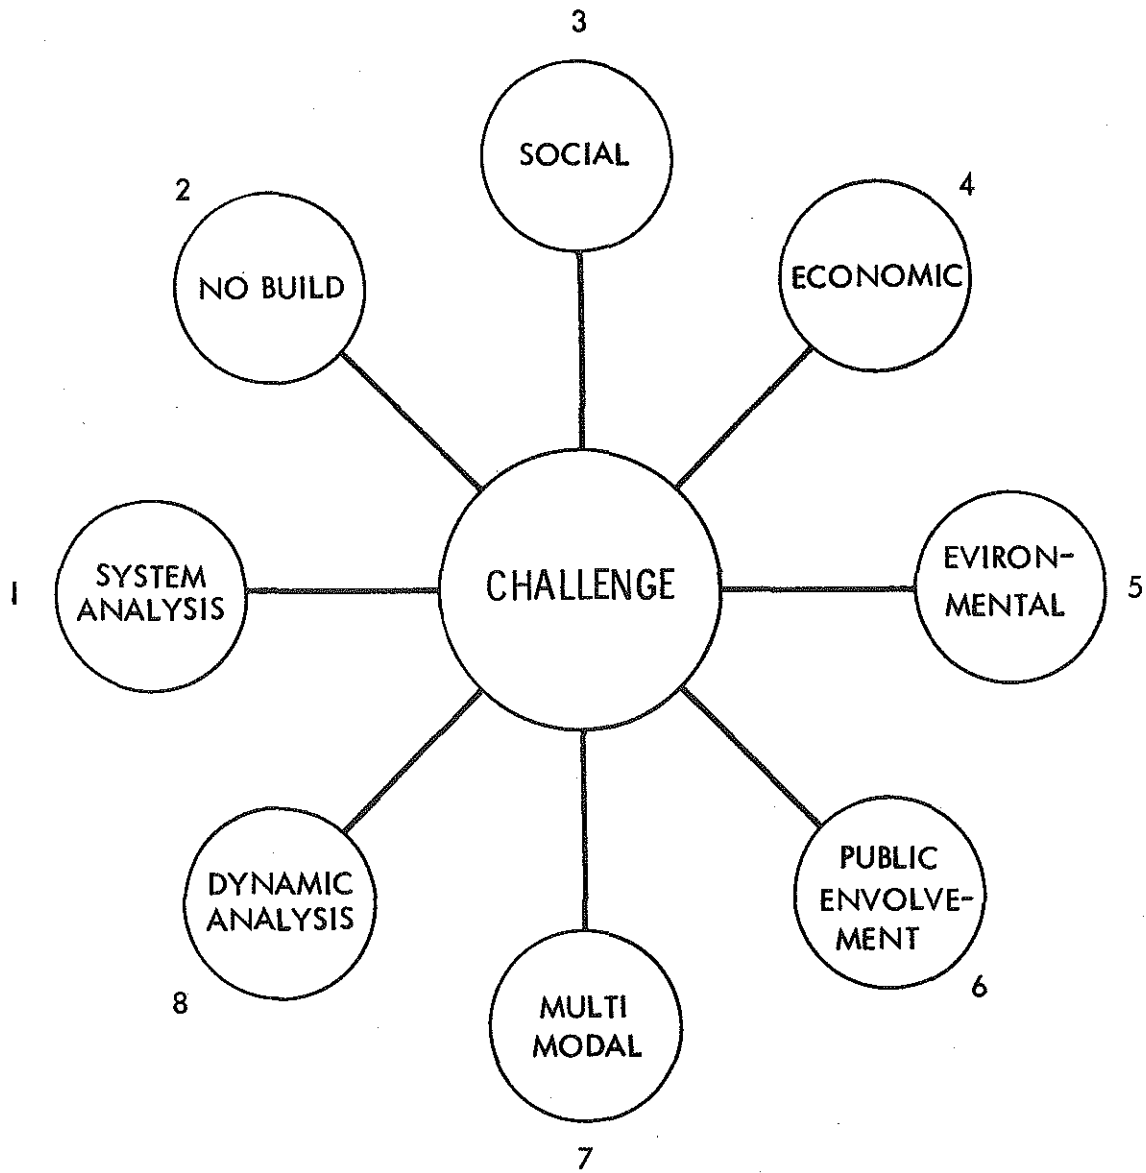 3
SOCIAL
2
NO BUILD
4
ECONOMIC
1
SYSTEM
ANALYSIS
CHALLENGE
EVIRON-
MENTAL
5
DYNAMIC
ANALYSIS
8
PUBLIC
ENVOLVE-
MENT
6
MULTI
MODAL
7